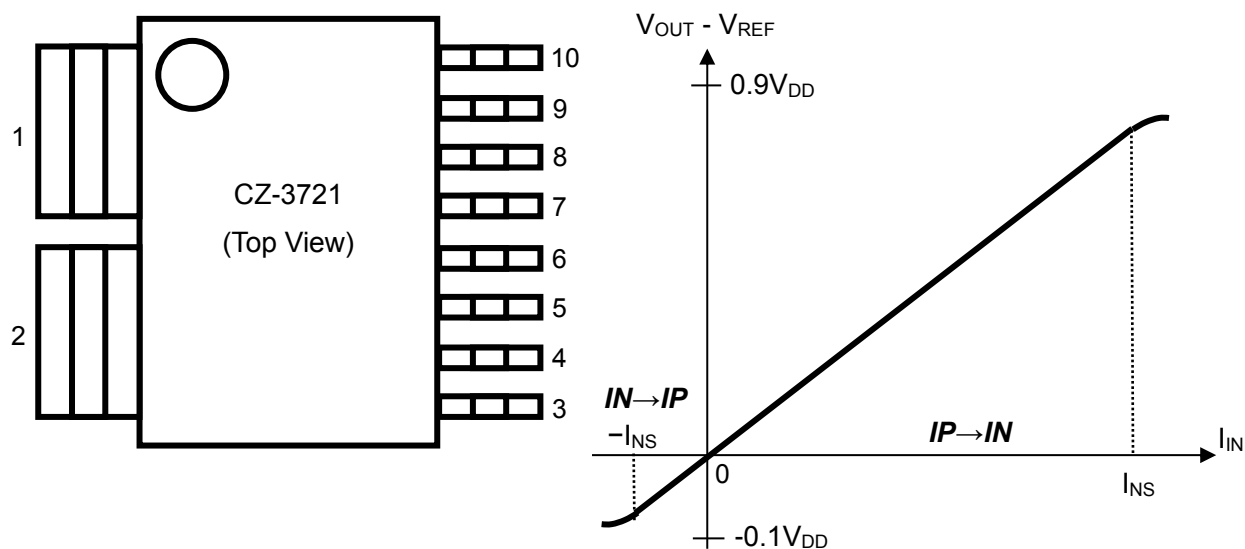 1
2
CZ-3721
(Top View)
10
9
8
7
6
5
4
3
VOUT - VREF
0.9VDD
IN→IP
−INS
IP→IN
IIN
0
INS
-0.1VDD